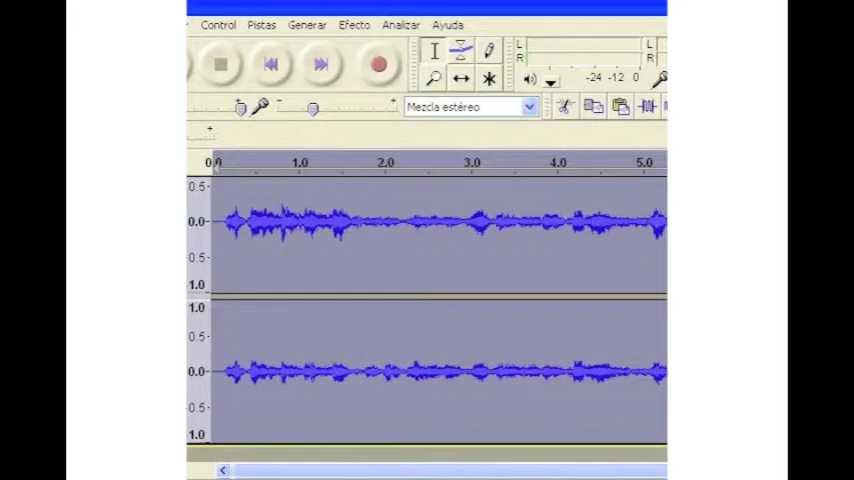 Control Pistas Generar Efecto Analizar Ayuda
L L
R R
-24 -12 0
- +
+ - + Mezcla estéreo
+
0.0 1.0 2.0 3.0 4.0 5.0
0.5
0.0
0.5
1.0
1.0
0.5
0.0
0.5
1.0